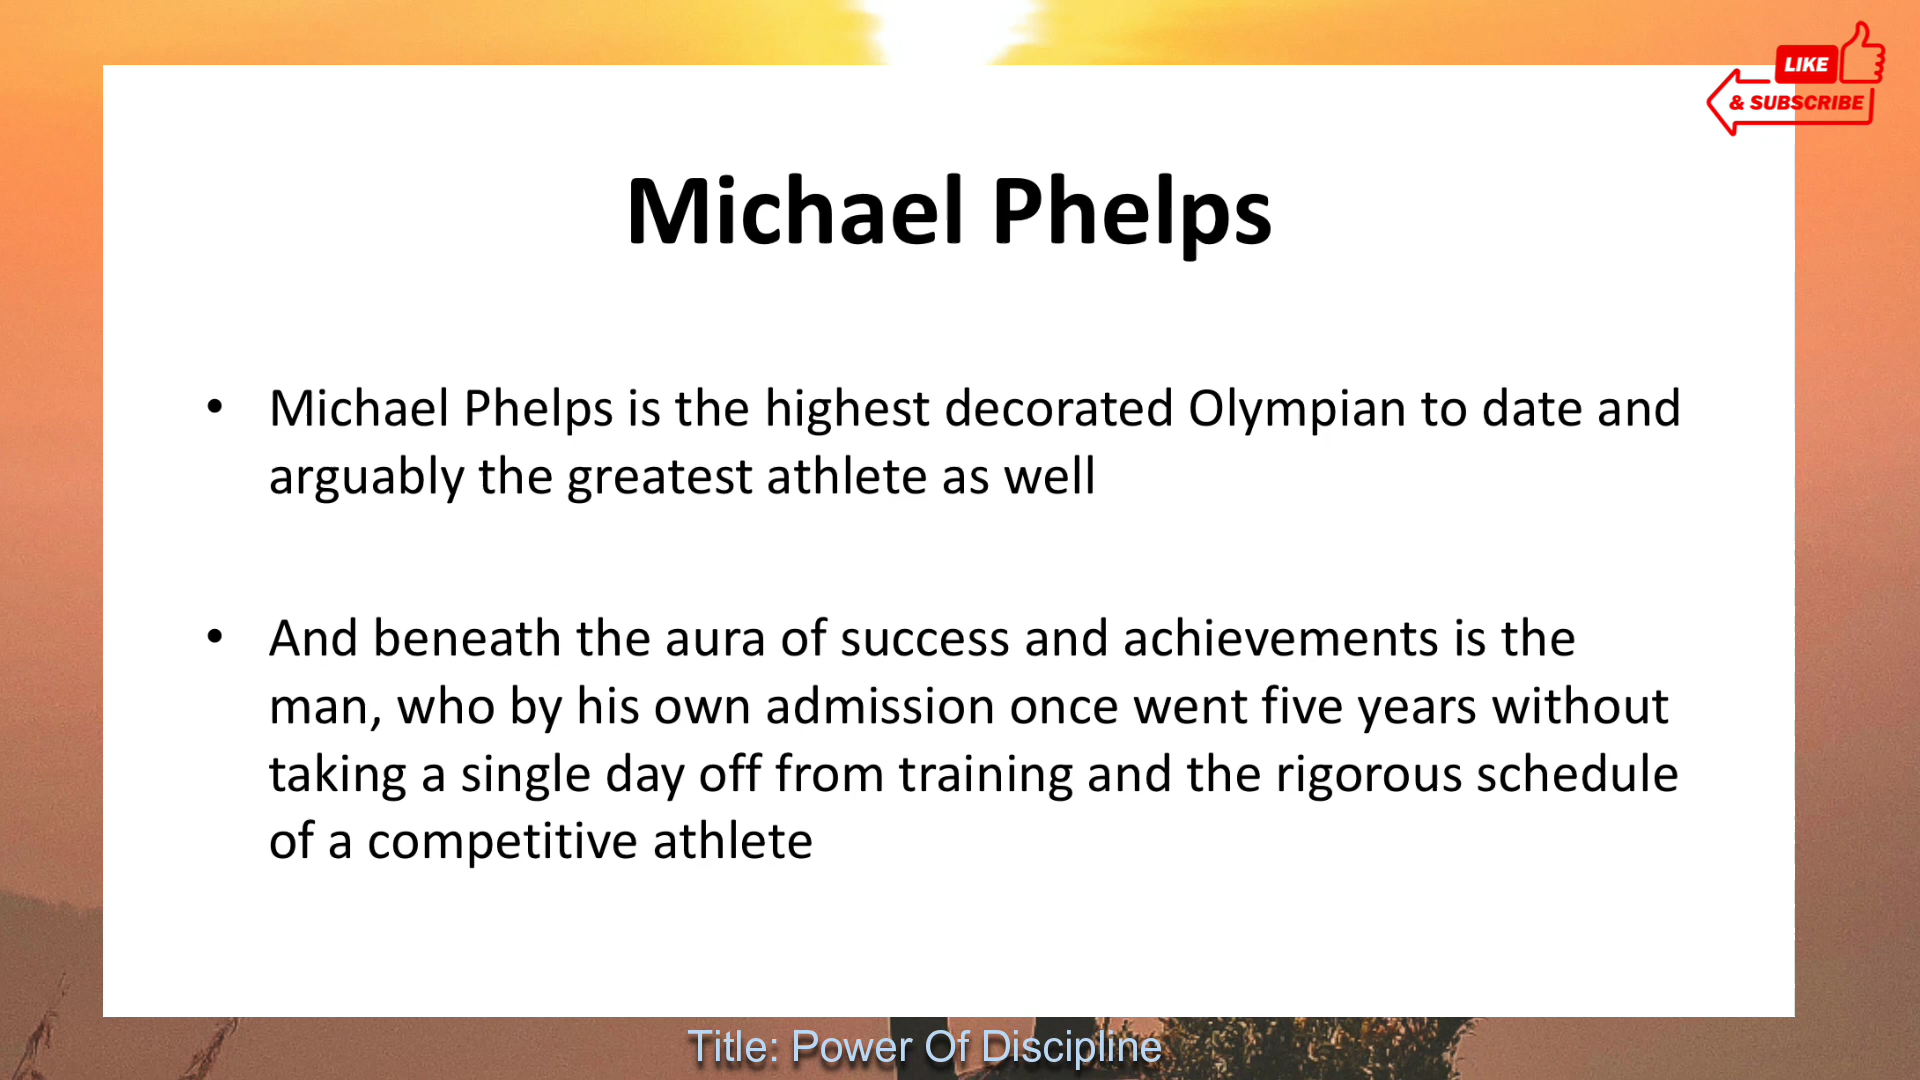 LIKE
& SUBSCRIBE
Michael Phelps
• Michael Phelps is the highest decorated Olympian to date and
arguably the greatest athlete as well
• And beneath the aura of success and achievements is the
man, who by his own admission once went five years without
taking a single day off from training and the rigorous schedule
of a competitive athlete
Title: Power Of Discipline